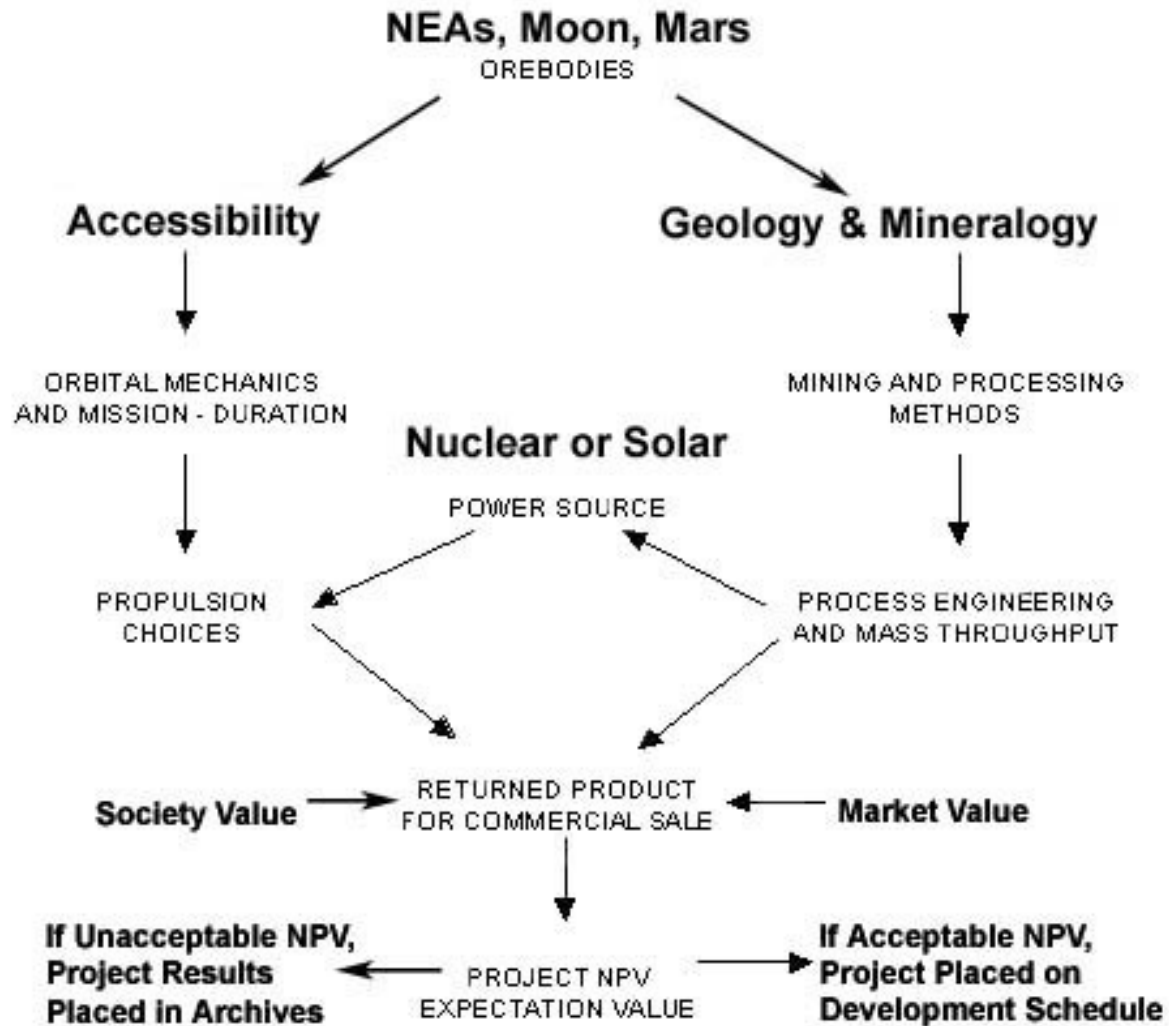 NEAs, Moon, Mars
OREBODIES
Accessibility
Geology & Mineralogy
ORBITAL MECHANICS
AND MISSION - DURATION
MINING AND PROCESSING
METHODS
Nuclear or Solar
POWER SOURCE
PROPULSION
CHOICES
PROCESS ENGINEERING
AND MASS THROUGHPUT
Society Value
RETURNED PRODUCT
FOR COMMERCIAL SALE
Market Value
If Unacceptable NPV,
Project Results
Placed in Archives
PROJECT NPV
EXPECTATION VALUE
If Acceptable NPV,
Project Placed on
Development Schedule